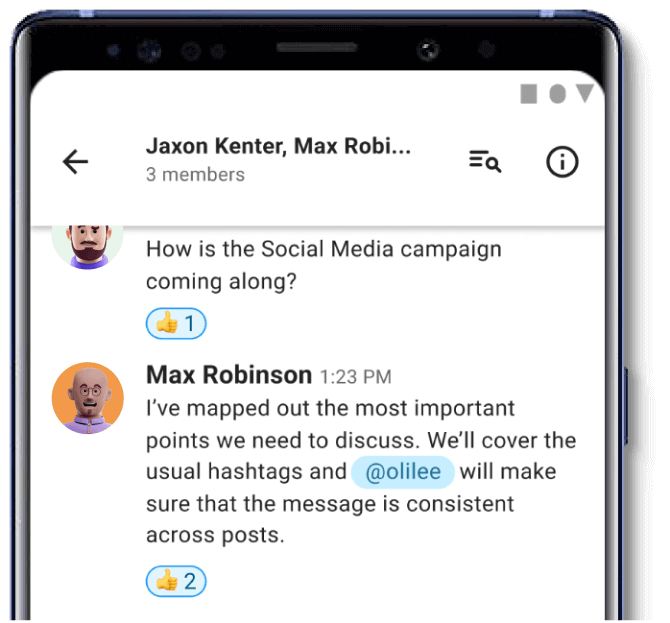 Jaxon Kenter, Max Robi...
3 members
How is the Social Media campaign
coming along?
👍 1
Max Robinson 1:23 PM
I’ve mapped out the most important
points we need to discuss. We’ll cover the
usual hashtags and @olilee will make
sure that the message is consistent
across posts.
👍 2